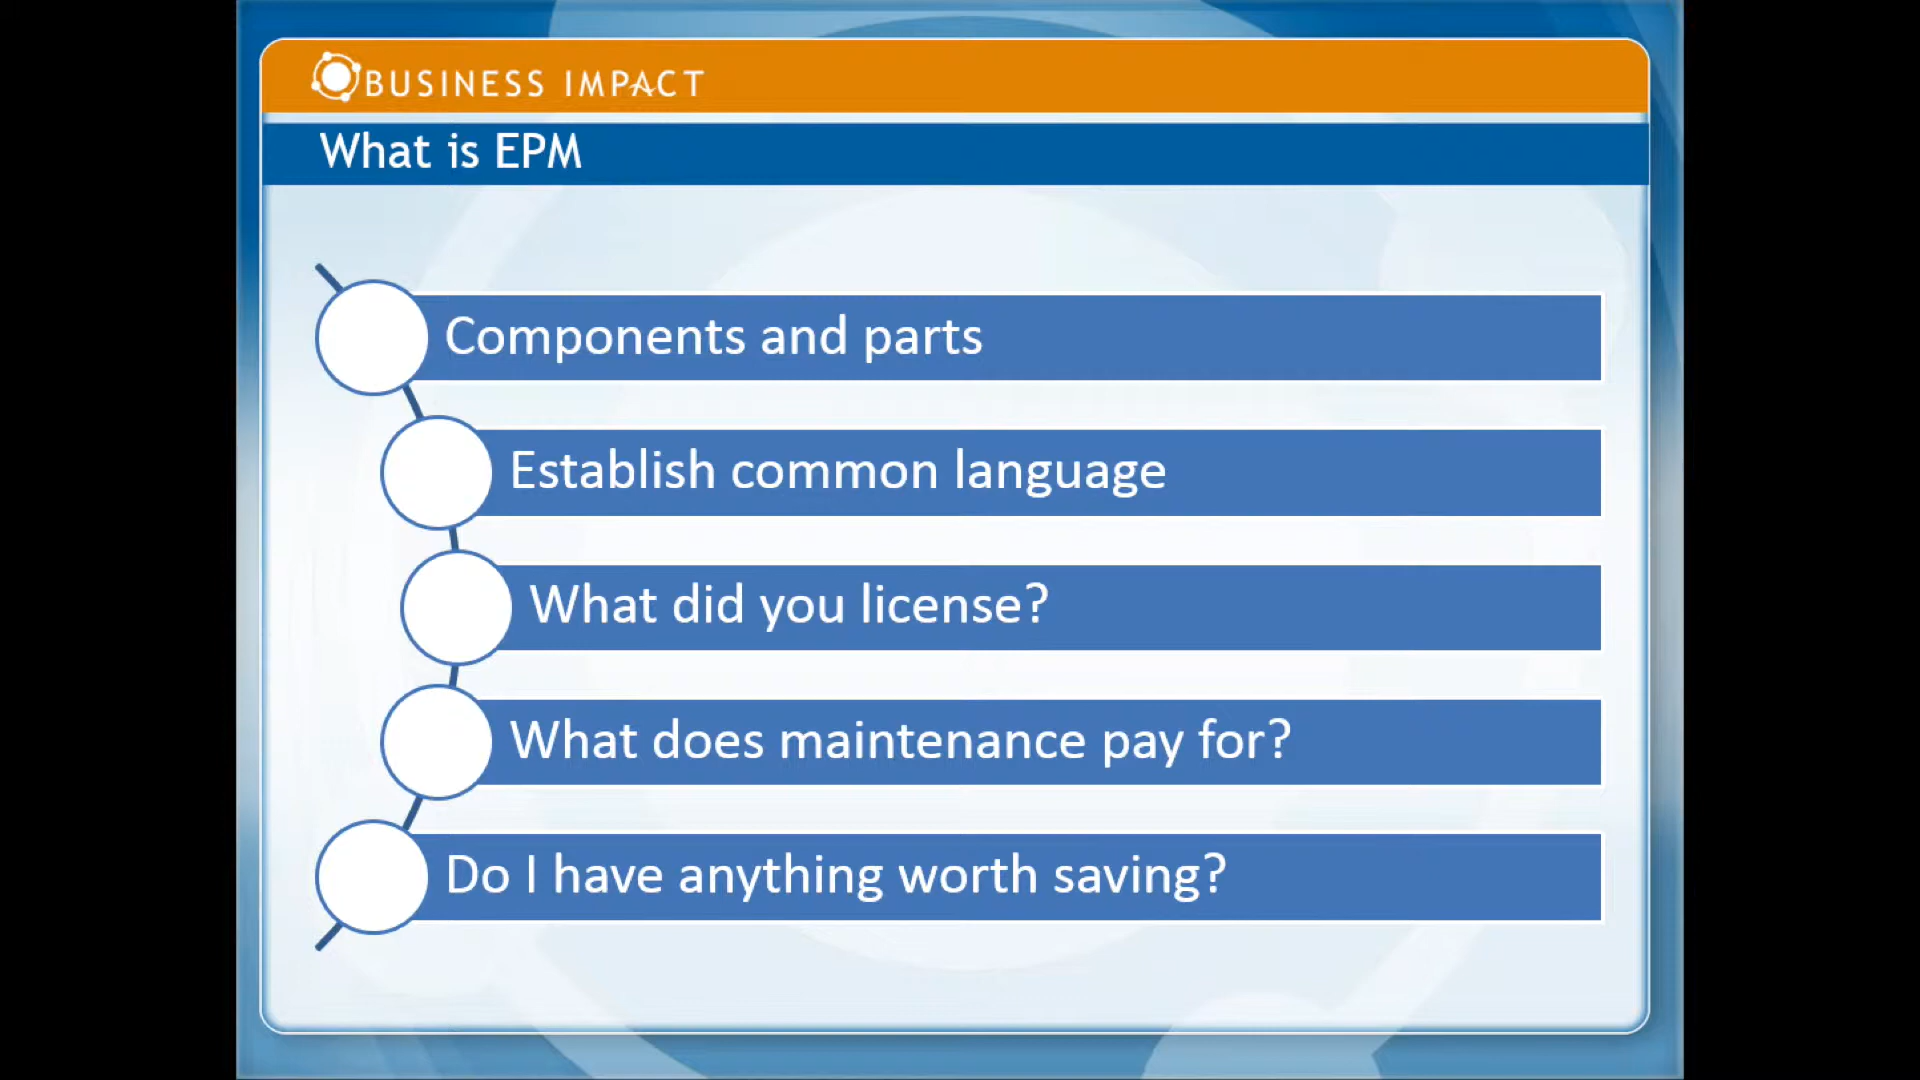 BUSINESS IMPACT
What is EPM
Components and parts
Establish common language
What did you license?
What does maintenance pay for?
Do I have anything worth saving?